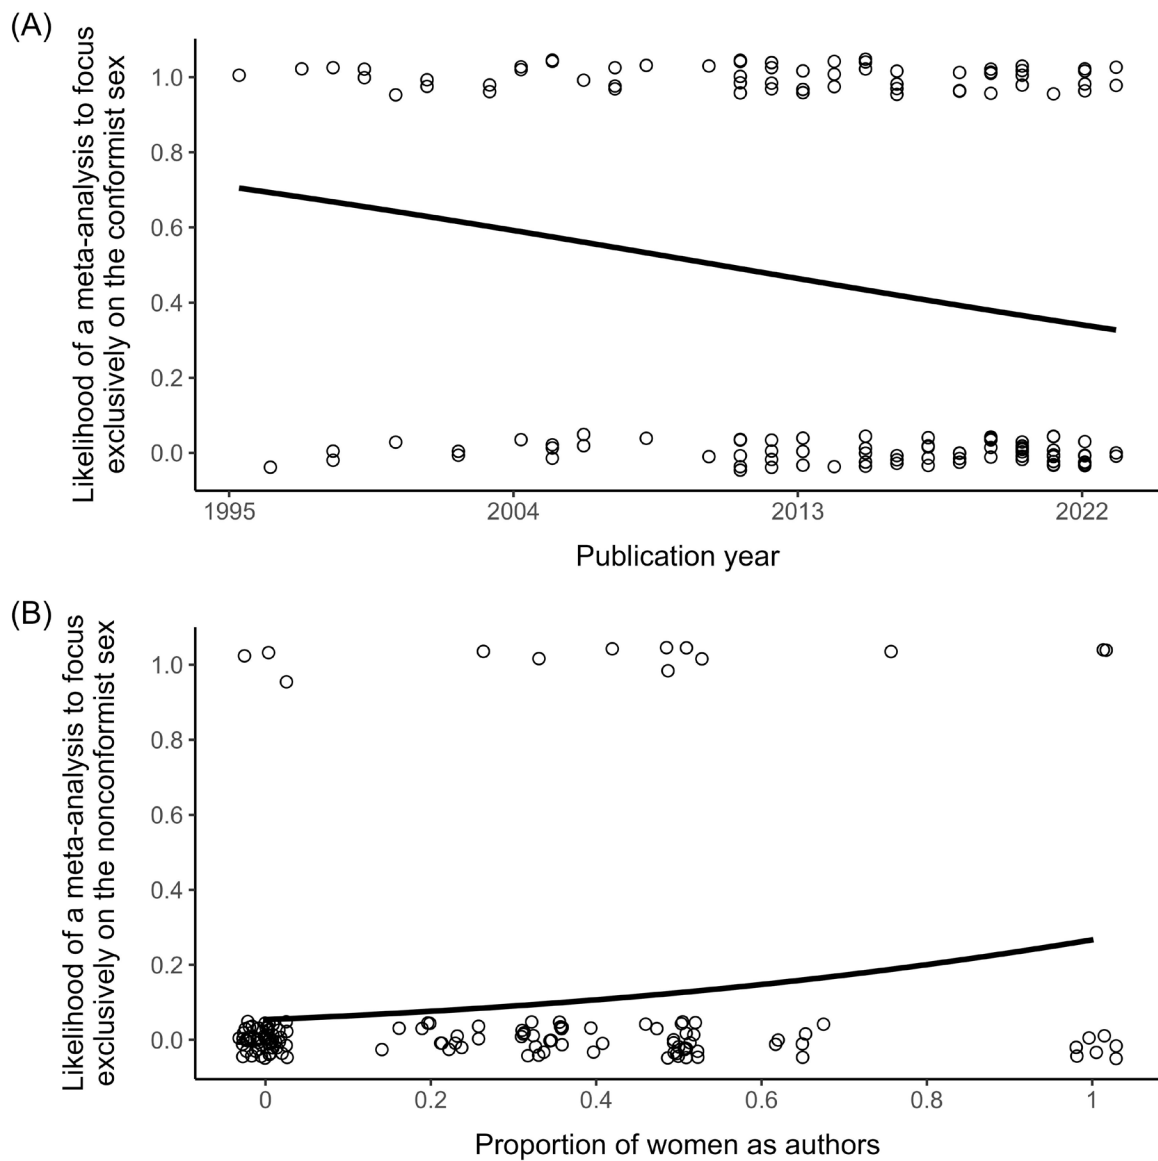 (A)
Likelihood of a meta-analysis to focus
exclusively on the conformist sex
1.0
0.8
0.6
0.4
0.2
0.0
1995 2004 2013 2022
Publication year
(B)
Likelihood of a meta-analysis to focus
exclusively on the nonconformist sex
1.0
0.8
0.6
0.4
0.2
0.0
0 0.2 0.4 0.6 0.8 1
Proportion of women as authors